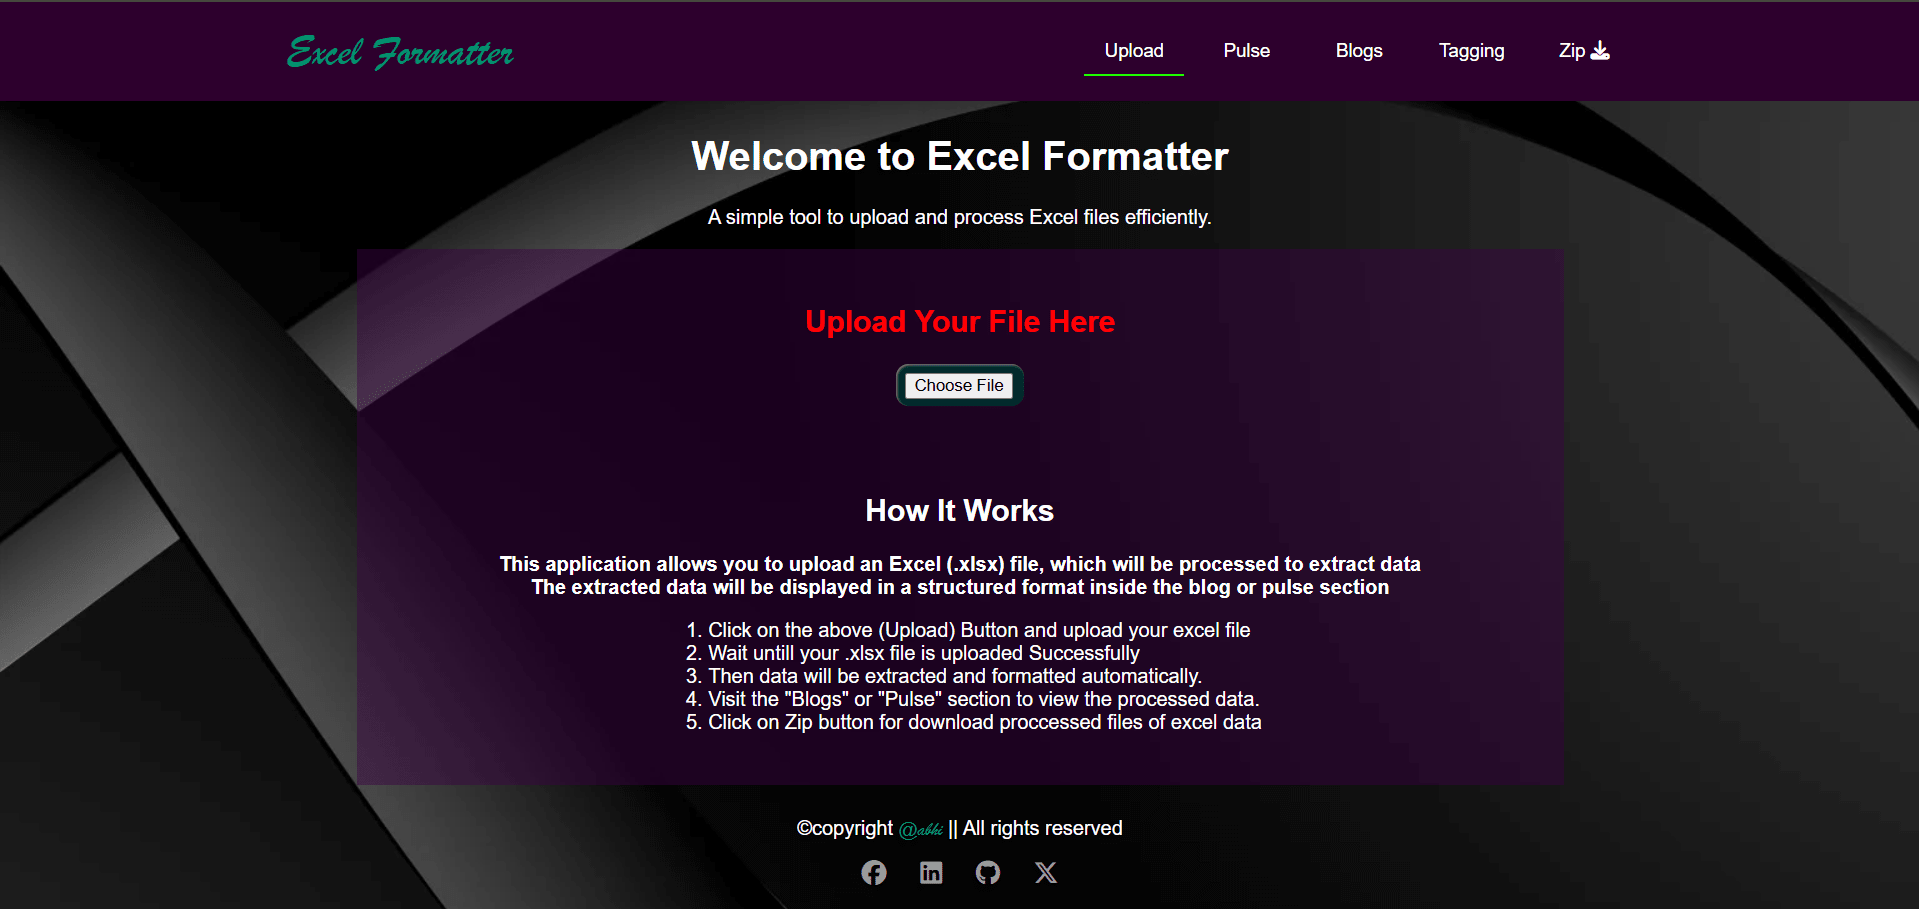 Excel Formatter
Upload Pulse Blogs Tagging Zip
Welcome to Excel Formatter
A simple tool to upload and process Excel files efficiently.
Upload Your File Here
Choose File
How It Works
This application allows you to upload an Excel (.xlsx) file, which will be processed to extract data
The extracted data will be displayed in a structured format inside the blog or pulse section
1. Click on the above (Upload) Button and upload your excel file
2. Wait untill your .xlsx file is uploaded Successfully
3. Then data will be extracted and formatted automatically.
4. Visit the "Blogs" or "Pulse" section to view the processed data.
5. Click on Zip button for download proccessed files of excel data
©copyright @abhi || All rights reserved